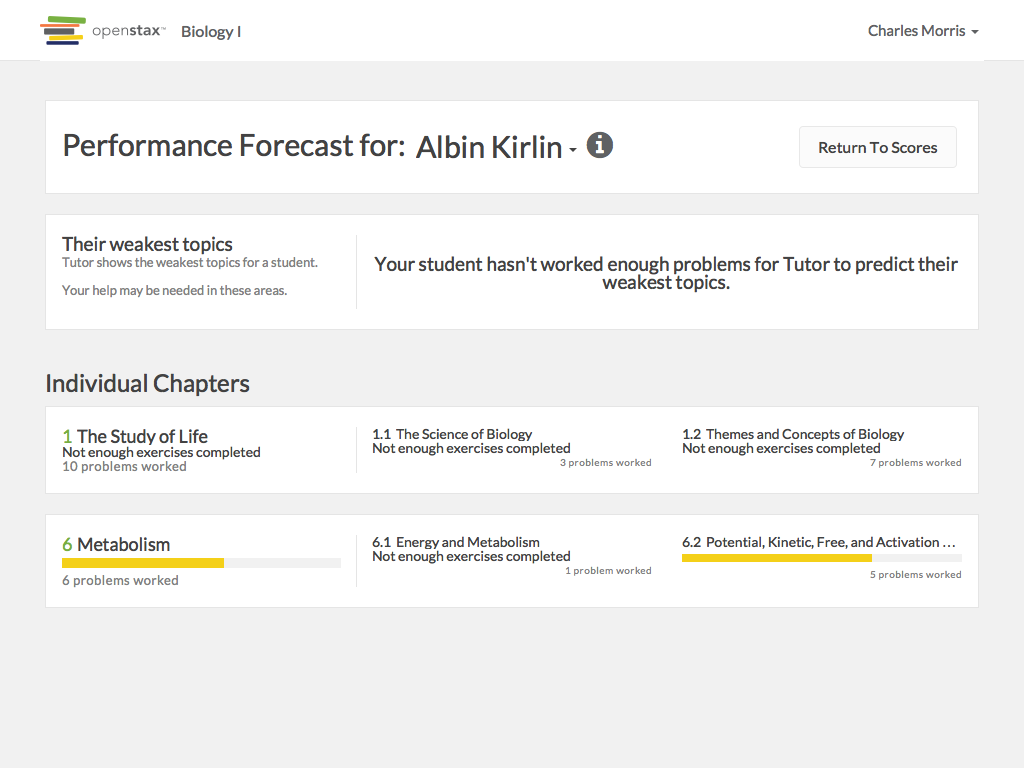 openstax™ Biology I
Charles Morris
Performance Forecast for: Albin Kirlin
Return To Scores
Their weakest topics
Tutor shows the weakest topics for a student.
Your help may be needed in these areas.
Your student hasn't worked enough problems for Tutor to predict their
weakest topics.
Individual Chapters
1 The Study of Life
Not enough exercises completed
10 problems worked
1.1 The Science of Biology
Not enough exercises completed
3 problems worked
1.2 Themes and Concepts of Biology
Not enough exercises completed
7 problems worked
6 Metabolism
6 problems worked
6.1 Energy and Metabolism
Not enough exercises completed
1 problem worked
6.2 Potential, Kinetic, Free, and Activation ...
5 problems worked